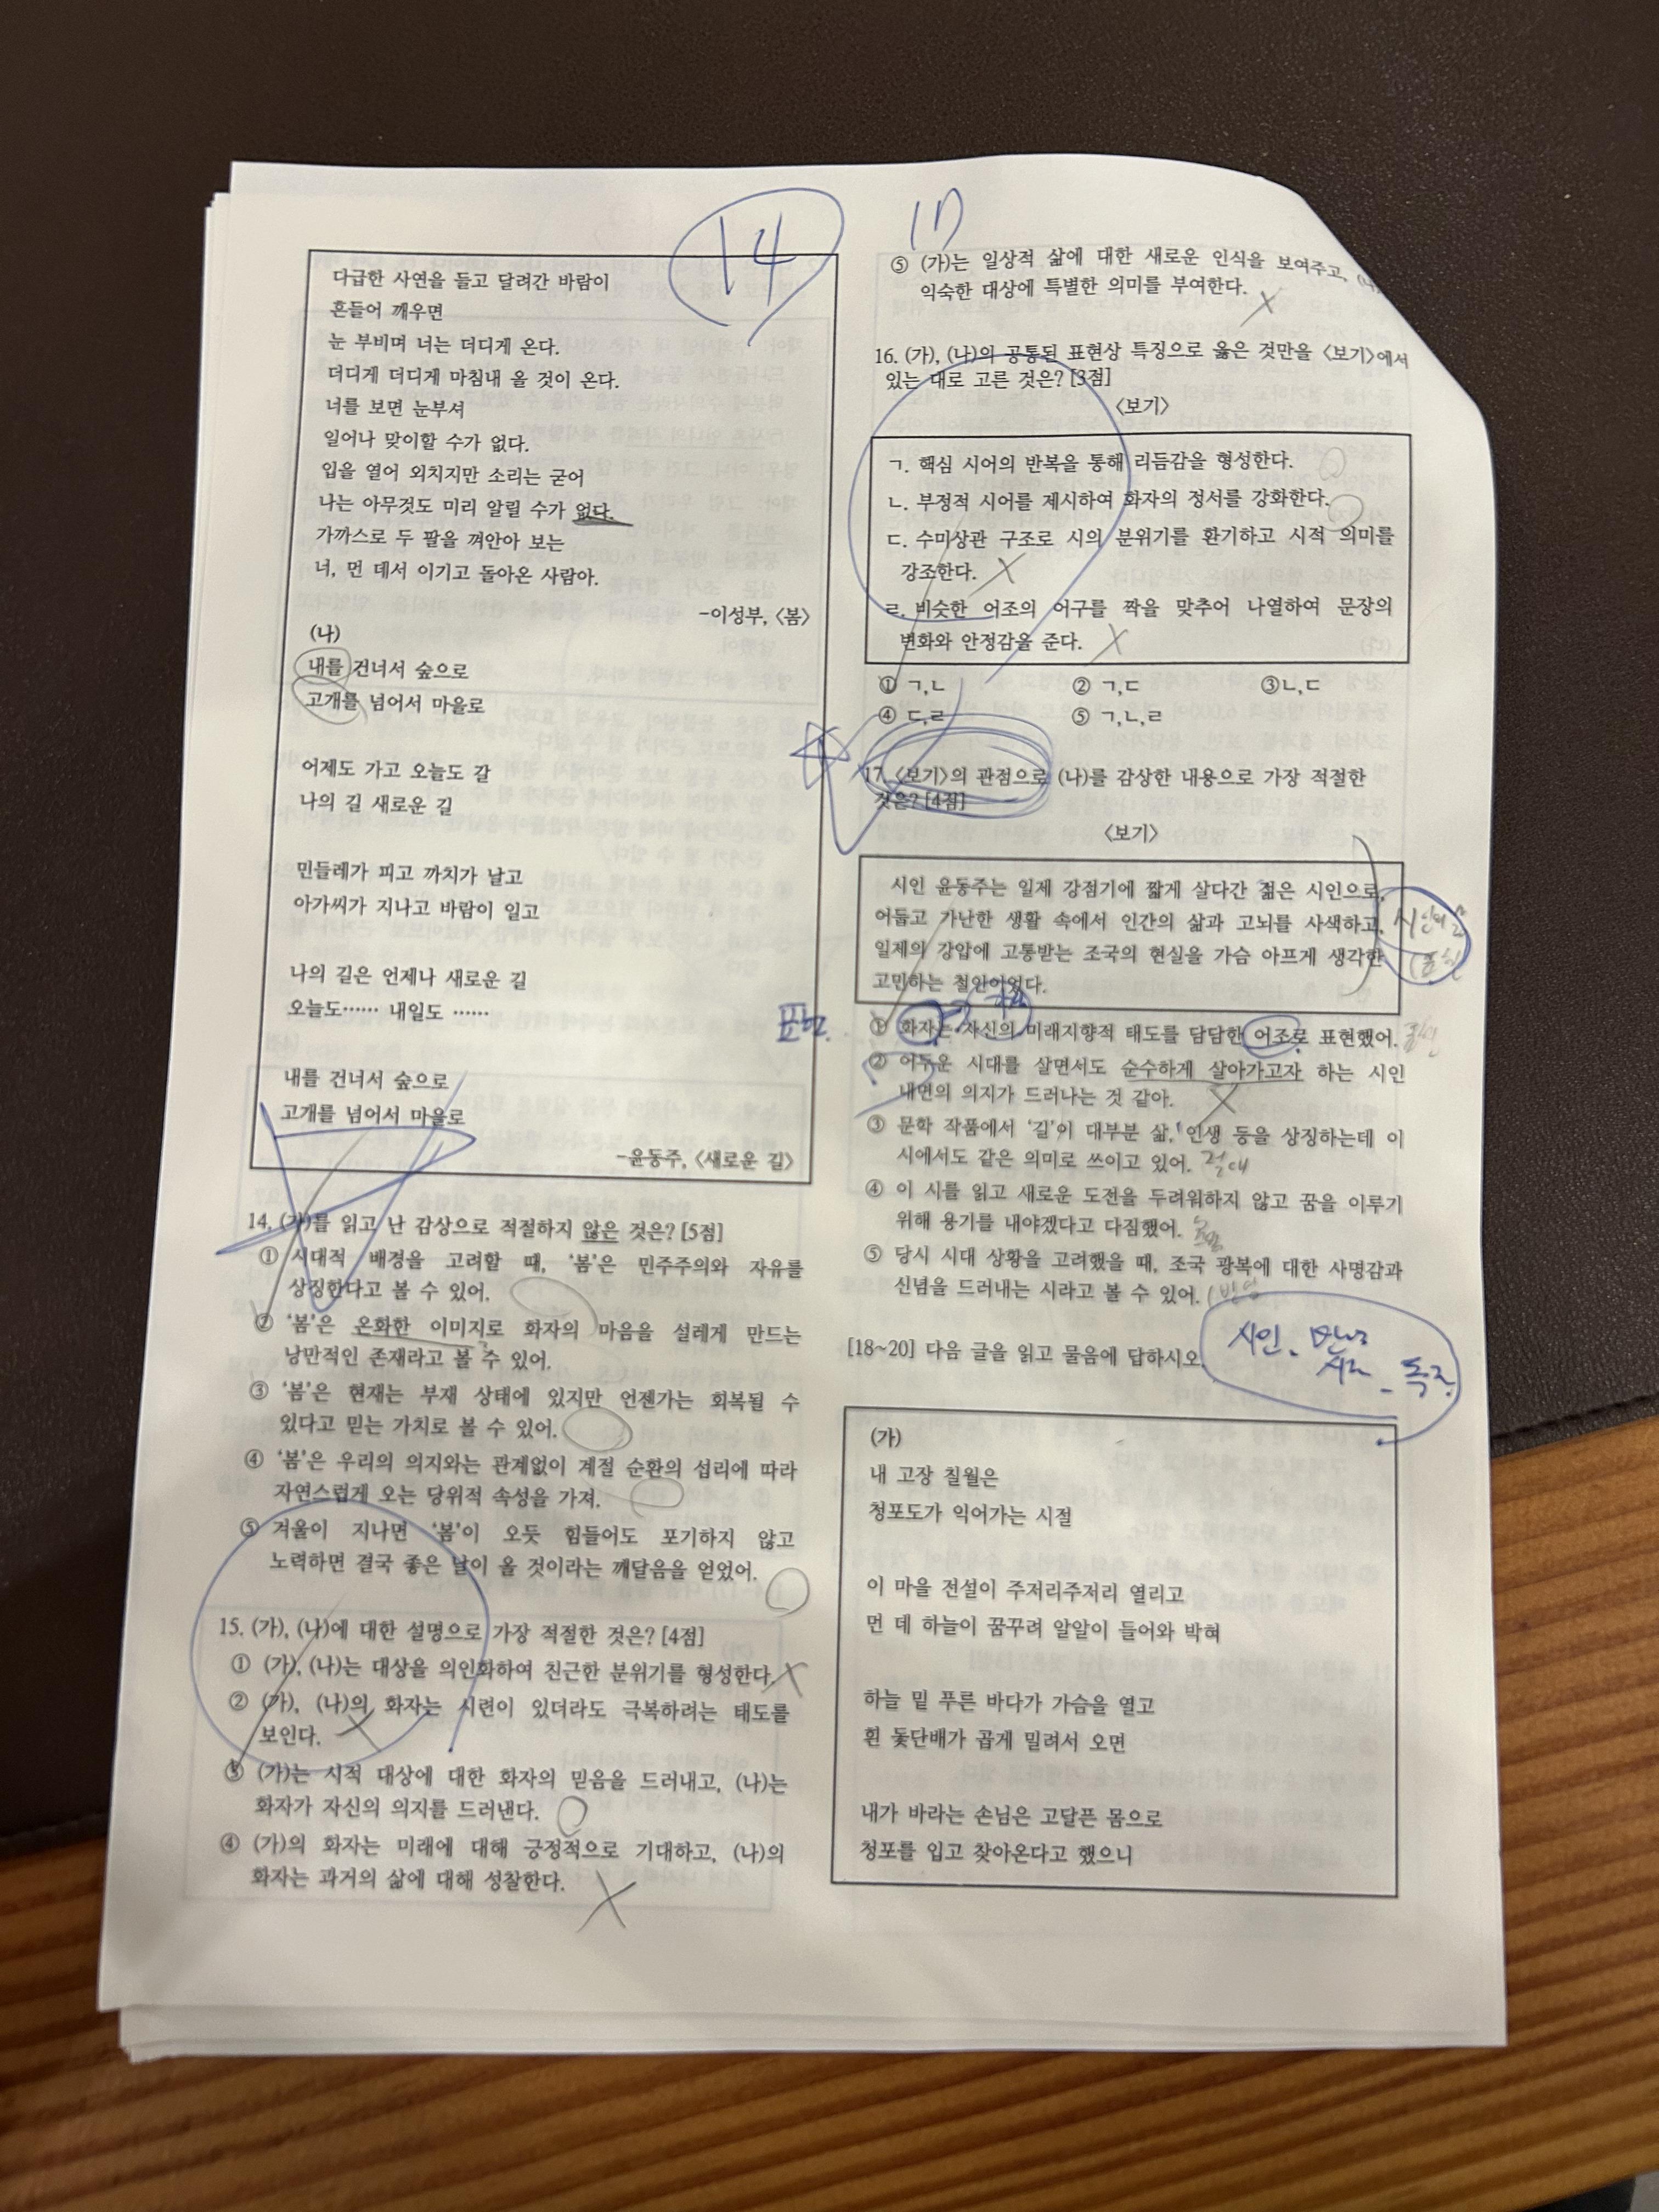 14
다급한 사연을 들고 달려간 바람이
흔들어 깨우면
눈 부비며 너는 더디게 온다.
더디게 더디게 마침내 올 것이 온다.
너를 보면 눈부셔
일어나 맞이할 수가 없다.
입을 열어 외치지만 소리는 굳어
나는 아무것도 미리 알릴 수가 없다.
가까스로 두 팔을 껴안아 보는
너, 먼 데서 이기고 돌아온 사람아.
-이성부, 〈봄〉
(나)
내를 건너서 숲으로
고개를 넘어서 마을로
어제도 가고 오늘도 갈
나의 길 새로운 길
민들레가 피고 까치가 날고
아가씨가 지나고 바람이 일고
나의 길은 언제나 새로운 길
오늘도…… 내일도 ……
내를 건너서 숲으로
고개를 넘어서 마을로
-윤동주, 〈새로운 길〉
14. (가)를 읽고 난 감상으로 적절하지 않은 것은? [5점]
① 시대적 배경을 고려할 때, '봄'은 민주주의와 자유를
상징한다고 볼 수 있어.
② '봄'은 온화한 이미지로 화자의 마음을 설레게 만드는
낭만적인 존재라고 볼 수 있어.
③ '봄'은 현재는 부재 상태에 있지만 언젠가는 회복될 수
있다고 믿는 가치로 볼 수 있어.
④ '봄'은 우리의 의지와는 관계없이 계절 순환의 섭리에 따라
자연스럽게 오는 당위적 속성을 가져.
⑤ 겨울이 지나면 '봄'이 오듯 힘들어도 포기하지 않고
노력하면 결국 좋은 날이 올 것이라는 깨달음을 얻었어.
15. (가), (나)에 대한 설명으로 가장 적절한 것은? [4점]
① (가), (나)는 대상을 의인화하여 친근한 분위기를 형성한다.
② (가), (나)의 화자는 시련이 있더라도 극복하려는 태도를
보인다.
③ (가)는 시적 대상에 대한 화자의 믿음을 드러내고, (나)는
화자가 자신의 의지를 드러낸다.
④ (가)의 화자는 미래에 대해 긍정적으로 기대하고, (나)의
화자는 과거의 삶에 대해 성찰한다.
⑤ (가)는 일상적 삶에 대한 새로운 인식을 보여주고, (나)
익숙한 대상에 특별한 의미를 부여한다.
16. (가), (나)의 공통된 표현상 특징으로 옳은 것만을 〈보기〉에서
있는 대로 고른 것은? [3점]
〈보기〉
ㄱ. 핵심 시어의 반복을 통해 리듬감을 형성한다.
ㄴ. 부정적 시어를 제시하여 화자의 정서를 강화한다.
ㄷ. 수미상관 구조로 시의 분위기를 환기하고 시적 의미를
강조한다.
ㄹ. 비슷한 어조의 어구를 짝을 맞추어 나열하여 문장의
변화와 안정감을 준다.
① ㄱ,ㄴ ② ㄱ,ㄷ ③ㄴ,ㄷ
④ ㄷ,ㄹ ⑤ ㄱ,ㄴ,ㄹ
17. 〈보기〉의 관점으로 (나)를 감상한 내용으로 가장 적절한
것은? [4점]
〈보기〉
시인 윤동주는 일제 강점기에 짧게 살다간 젊은 시인으로,
어둡고 가난한 생활 속에서 인간의 삶과 고뇌를 사색하고,
일제의 강압에 고통받는 조국의 현실을 가슴 아프게 생각한
고민하는 철인이었다.
① 화자는 자신의 미래지향적 태도를 담담한 어조로 표현했어.
② 어두운 시대를 살면서도 순수하게 살아가고자 하는 시인
내면의 의지가 드러나는 것 같아.
③ 문학 작품에서 '길'이 대부분 삶, 인생 등을 상징하는데 이
시에서도 같은 의미로 쓰이고 있어. 절대
④ 이 시를 읽고 새로운 도전을 두려워하지 않고 꿈을 이루기
위해 용기를 내야겠다고 다짐했어.
⑤ 당시 시대 상황을 고려했을 때, 조국 광복에 대한 사명감과
신념을 드러내는 시라고 볼 수 있어. 반영
[18~20] 다음 글을 읽고 물음에 답하시오.
(가)
내 고장 칠월은
청포도가 익어가는 시절
이 마을 전설이 주저리주저리 열리고
먼 데 하늘이 꿈꾸려 알알이 들어와 박혀
하늘 밑 푸른 바다가 가슴을 열고
흰 돛단배가 곱게 밀려서 오면
내가 바라는 손님은 고달픈 몸으로
청포를 입고 찾아온다고 했으니